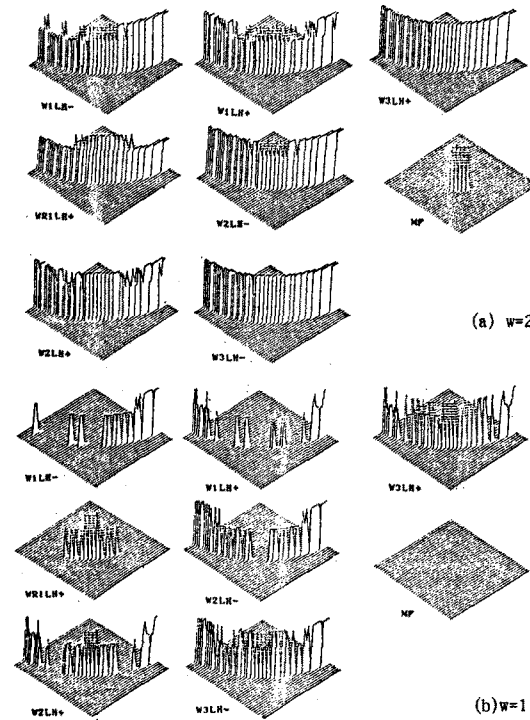 W1LH-
W1LH+
W3LH+
WR1LH+
W2LH-
MF
W2LH+
W3LH-
(a) w=2
W1LH-
W1LH+
W3LH+
WR1LH+
W2LH-
MF
W2LH+
W3LH-
(b)w=1